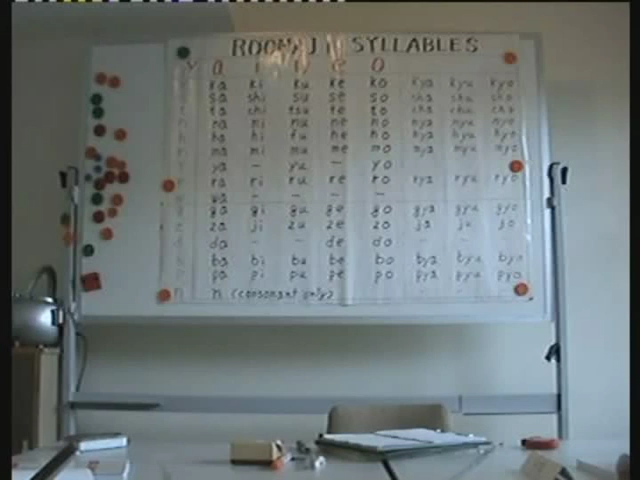 ROOMAJI SYLLABLES
a i u e o
ka ki ku ke ko kya kyu kyo
sa shi su se so sha shu sho
ta chi tsu te to cha chu cho
na ni nu ne no nya nyu nyo
ha hi fu he ho hya hyu hyo
ma mi mu me mo mya myu myo
ya – yu – yo
ra ri ru re ro rya ryu ryo
wa – – –
ga gi gu ge go gya gyu gyo
za ji zu ze zo ja ju jo
da – – de do – –
ba bi bu be bo bya byu byo
pa pi pu pe po pya pyu pyo
n n (consonant only)